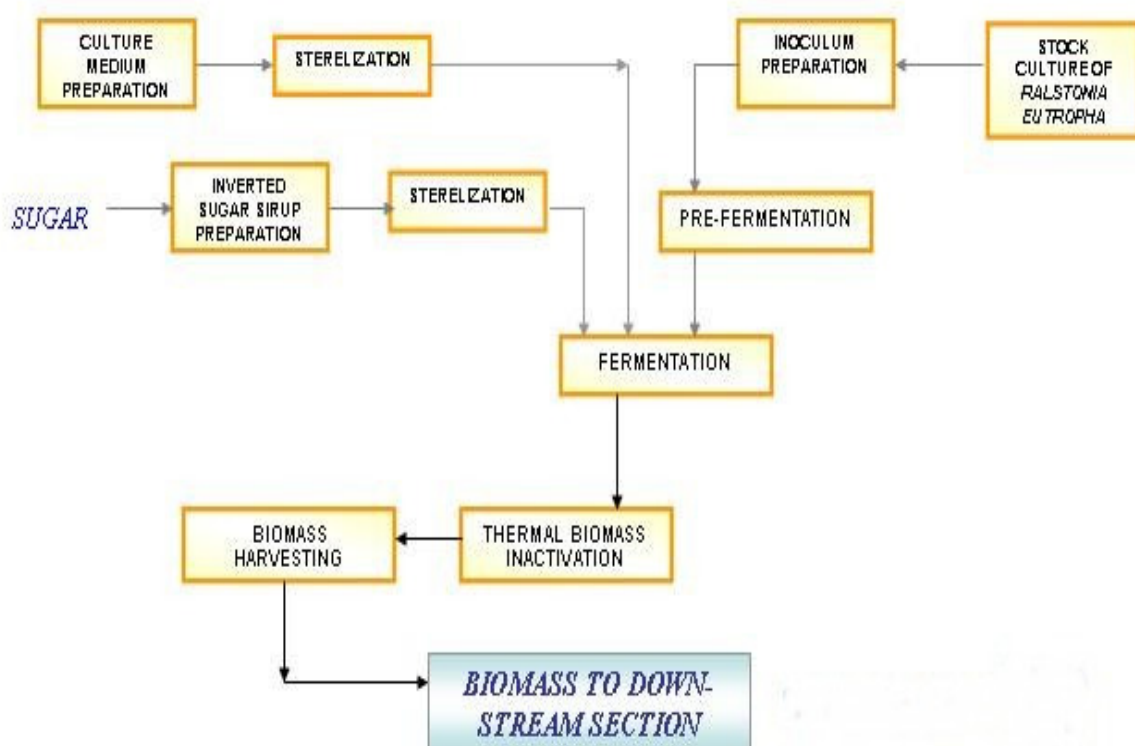 CULTURE
MEDIUM
PREPARATION
STERELIZATION
INOCULUM
PREPARATION
STOCK
CULTURE OF
RALSTONIA
EUTROPHA
SUGAR
INVERTED
SUGAR SIRUP
PREPARATION
STERELIZATION
PRE-FERMENTATION
FERMENTATION
BIOMASS
HARVESTING
THERMAL BIOMASS
INACTIVATION
BIOMASS TO DOWN-
STREAM SECTION